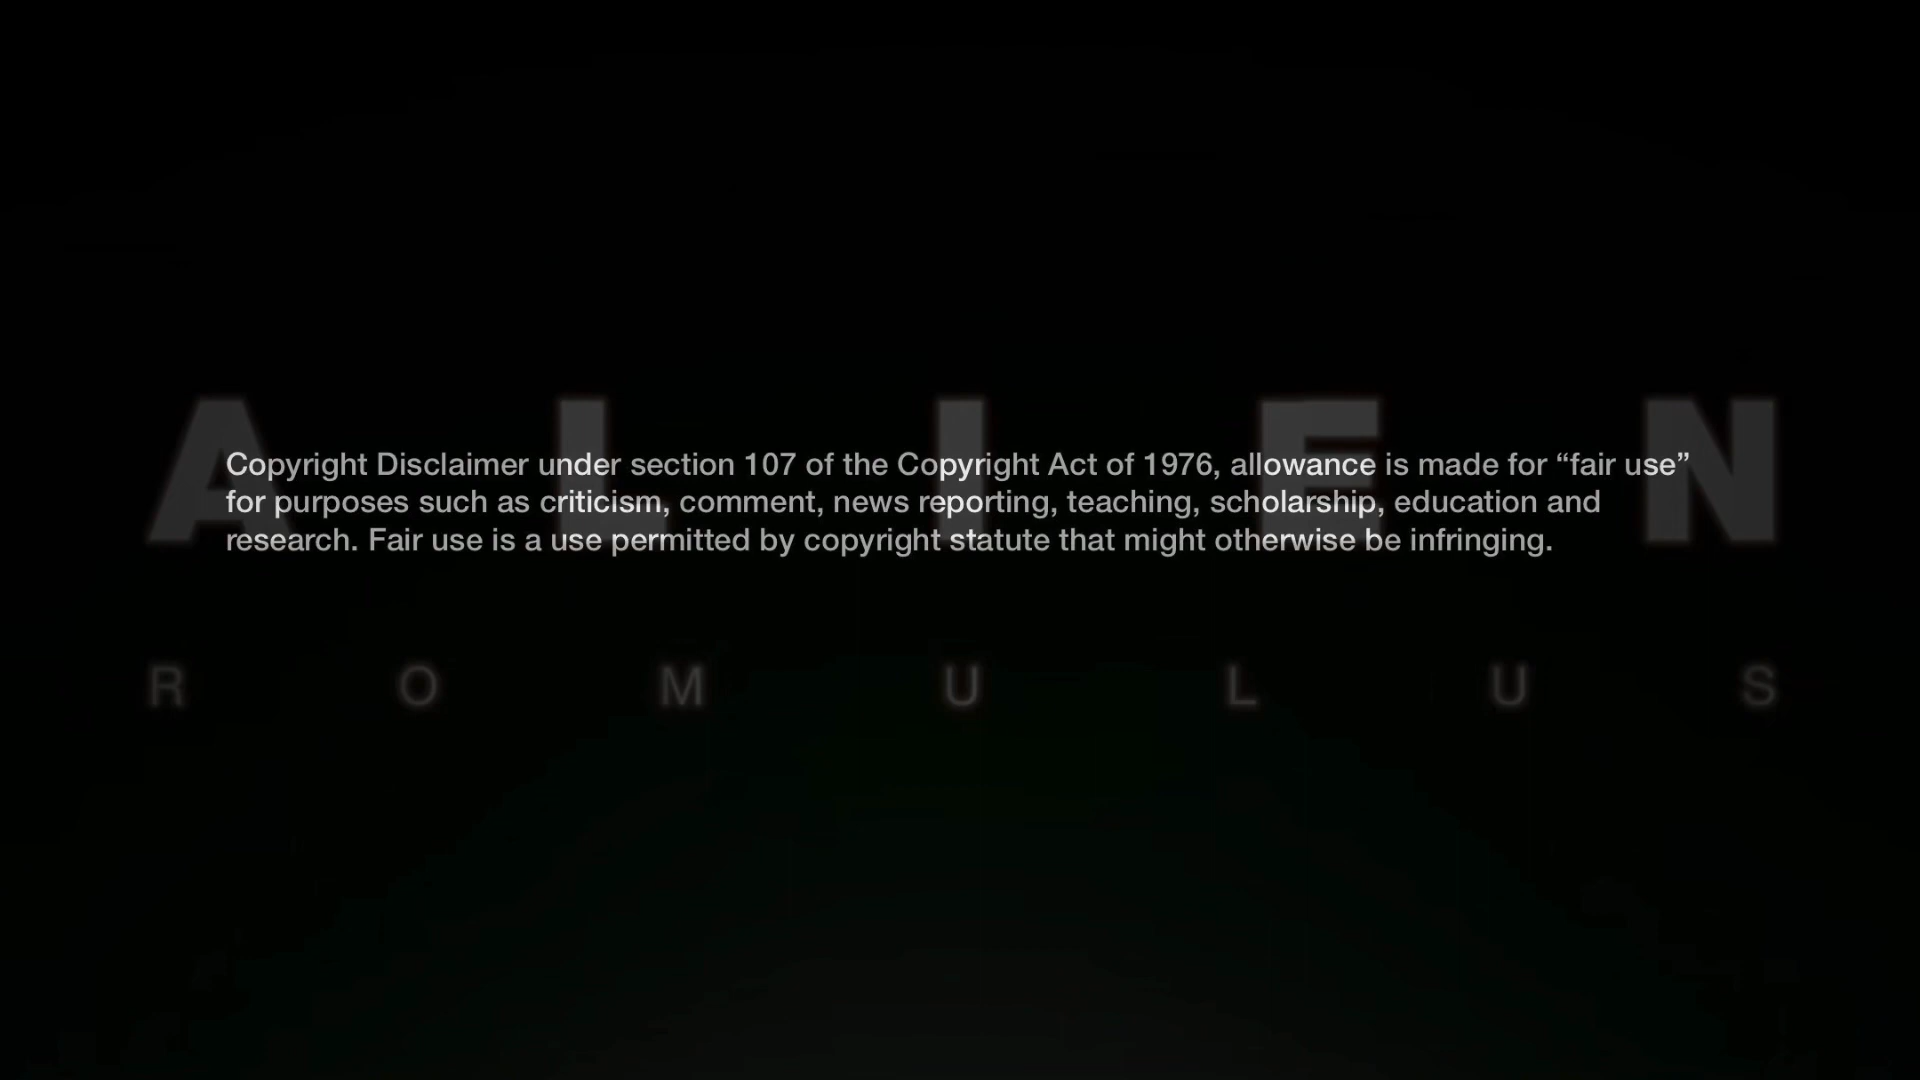 A L I E N
Copyright Disclaimer under section 107 of the Copyright Act of 1976, allowance is made for “fair use”
for purposes such as criticism, comment, news reporting, teaching, scholarship, education and
research. Fair use is a use permitted by copyright statute that might otherwise be infringing.
R O M U L U S